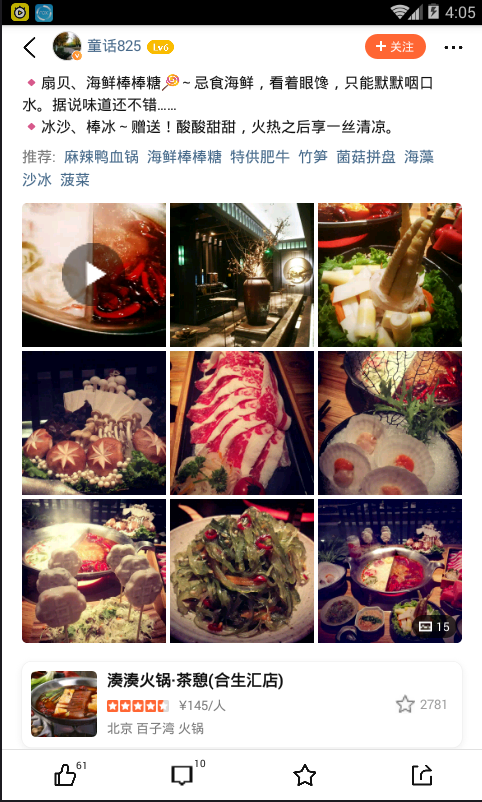 4:05
童话825 Lv6 + 关注
扇贝、海鲜棒棒糖🍭～忌食海鲜，看着眼馋，只能默默咽口
水。据说味道还不错……
冰沙、棒冰～赠送！酸酸甜甜，火热之后享一丝清凉。
推荐: 麻辣鸭血锅 海鲜棒棒糖 特供肥牛 竹笋 菌菇拼盘 海藻
沙冰 菠菜
15
湊湊火锅·茶憩(合生汇店)
¥145/人 2781
北京 百子湾 火锅
61 10